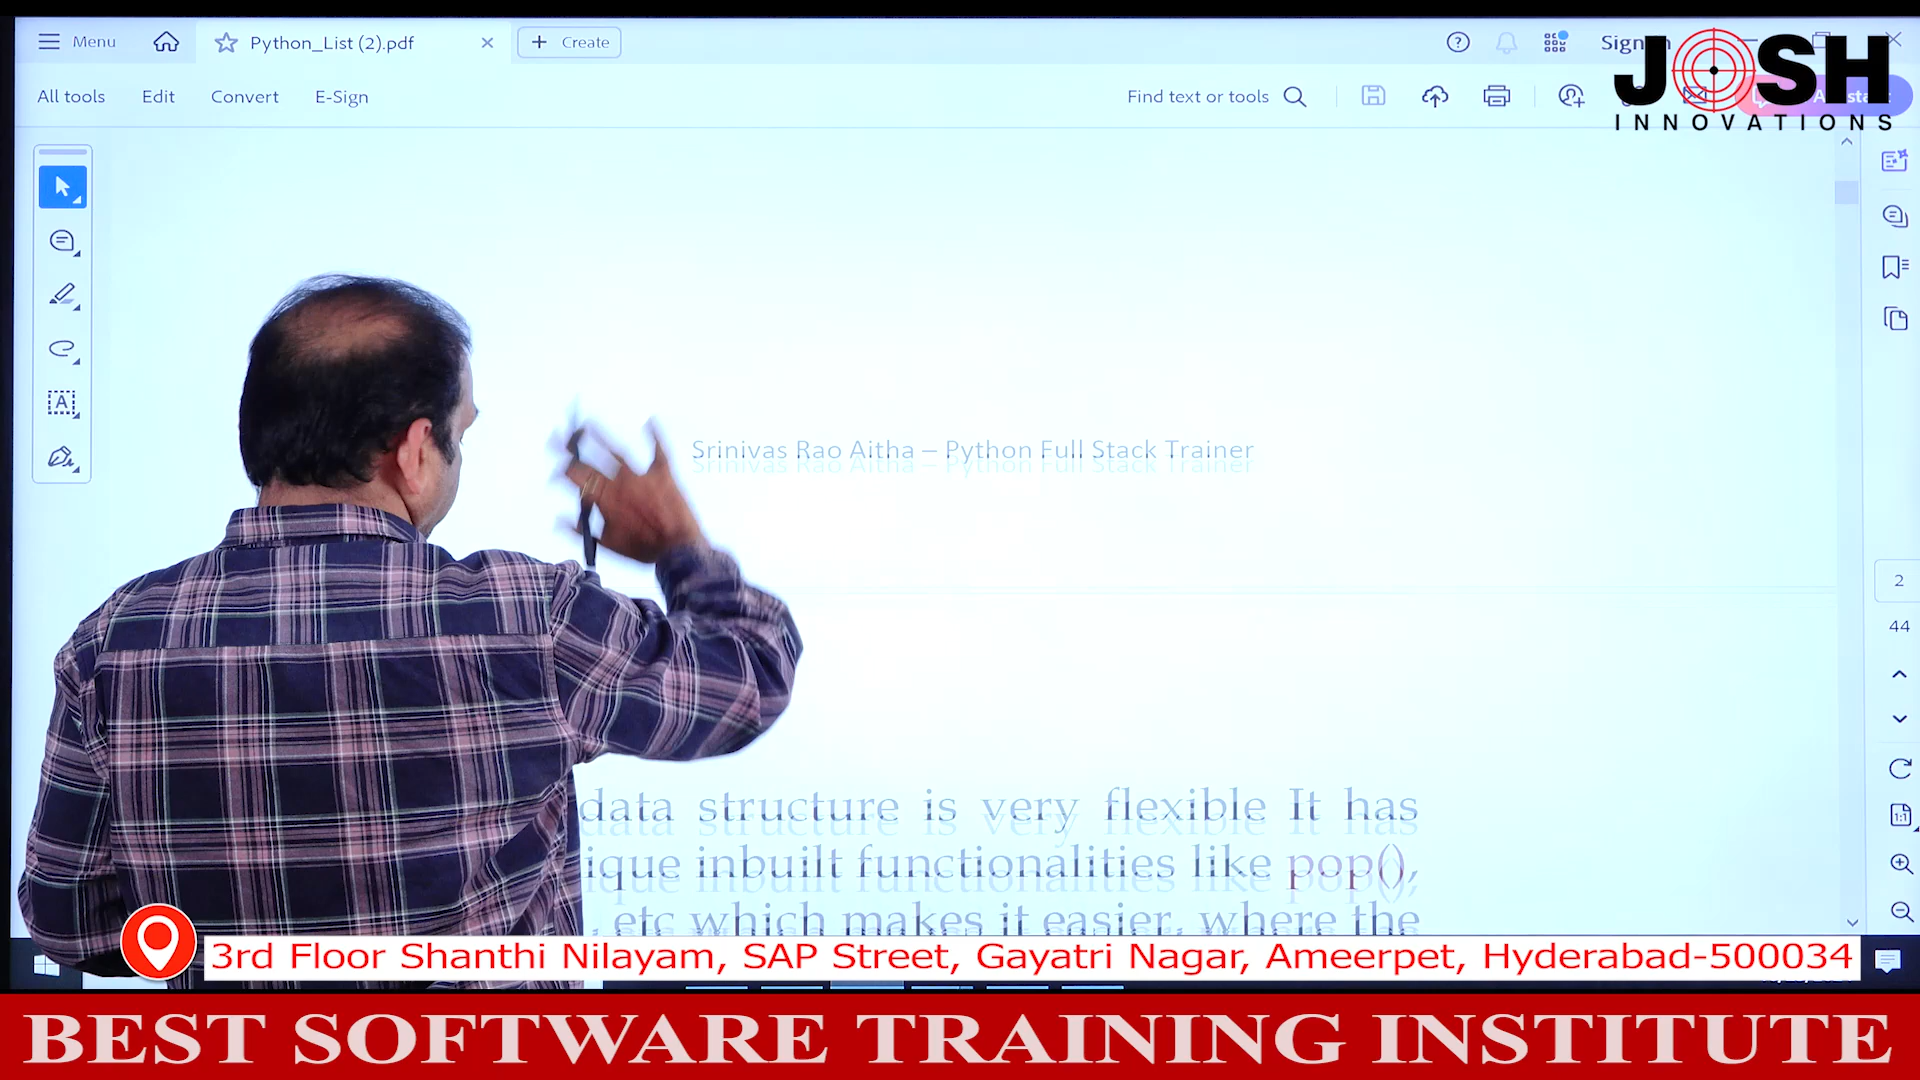 Menu
Python_List (2).pdf
Create
JOSH
INNOVATIONS
All tools
Edit
Convert
E-Sign
Find text or tools
Srinivas Rao Aitha – Python Full Stack Trainer
2
44
data structure is very flexible It has
ique inbuilt functionalities like pop(),
, etc which makes it easier, where the
3rd Floor Shanthi Nilayam, SAP Street, Gayatri Nagar, Ameerpet, Hyderabad-500034
BEST SOFTWARE TRAINING INSTITUTE